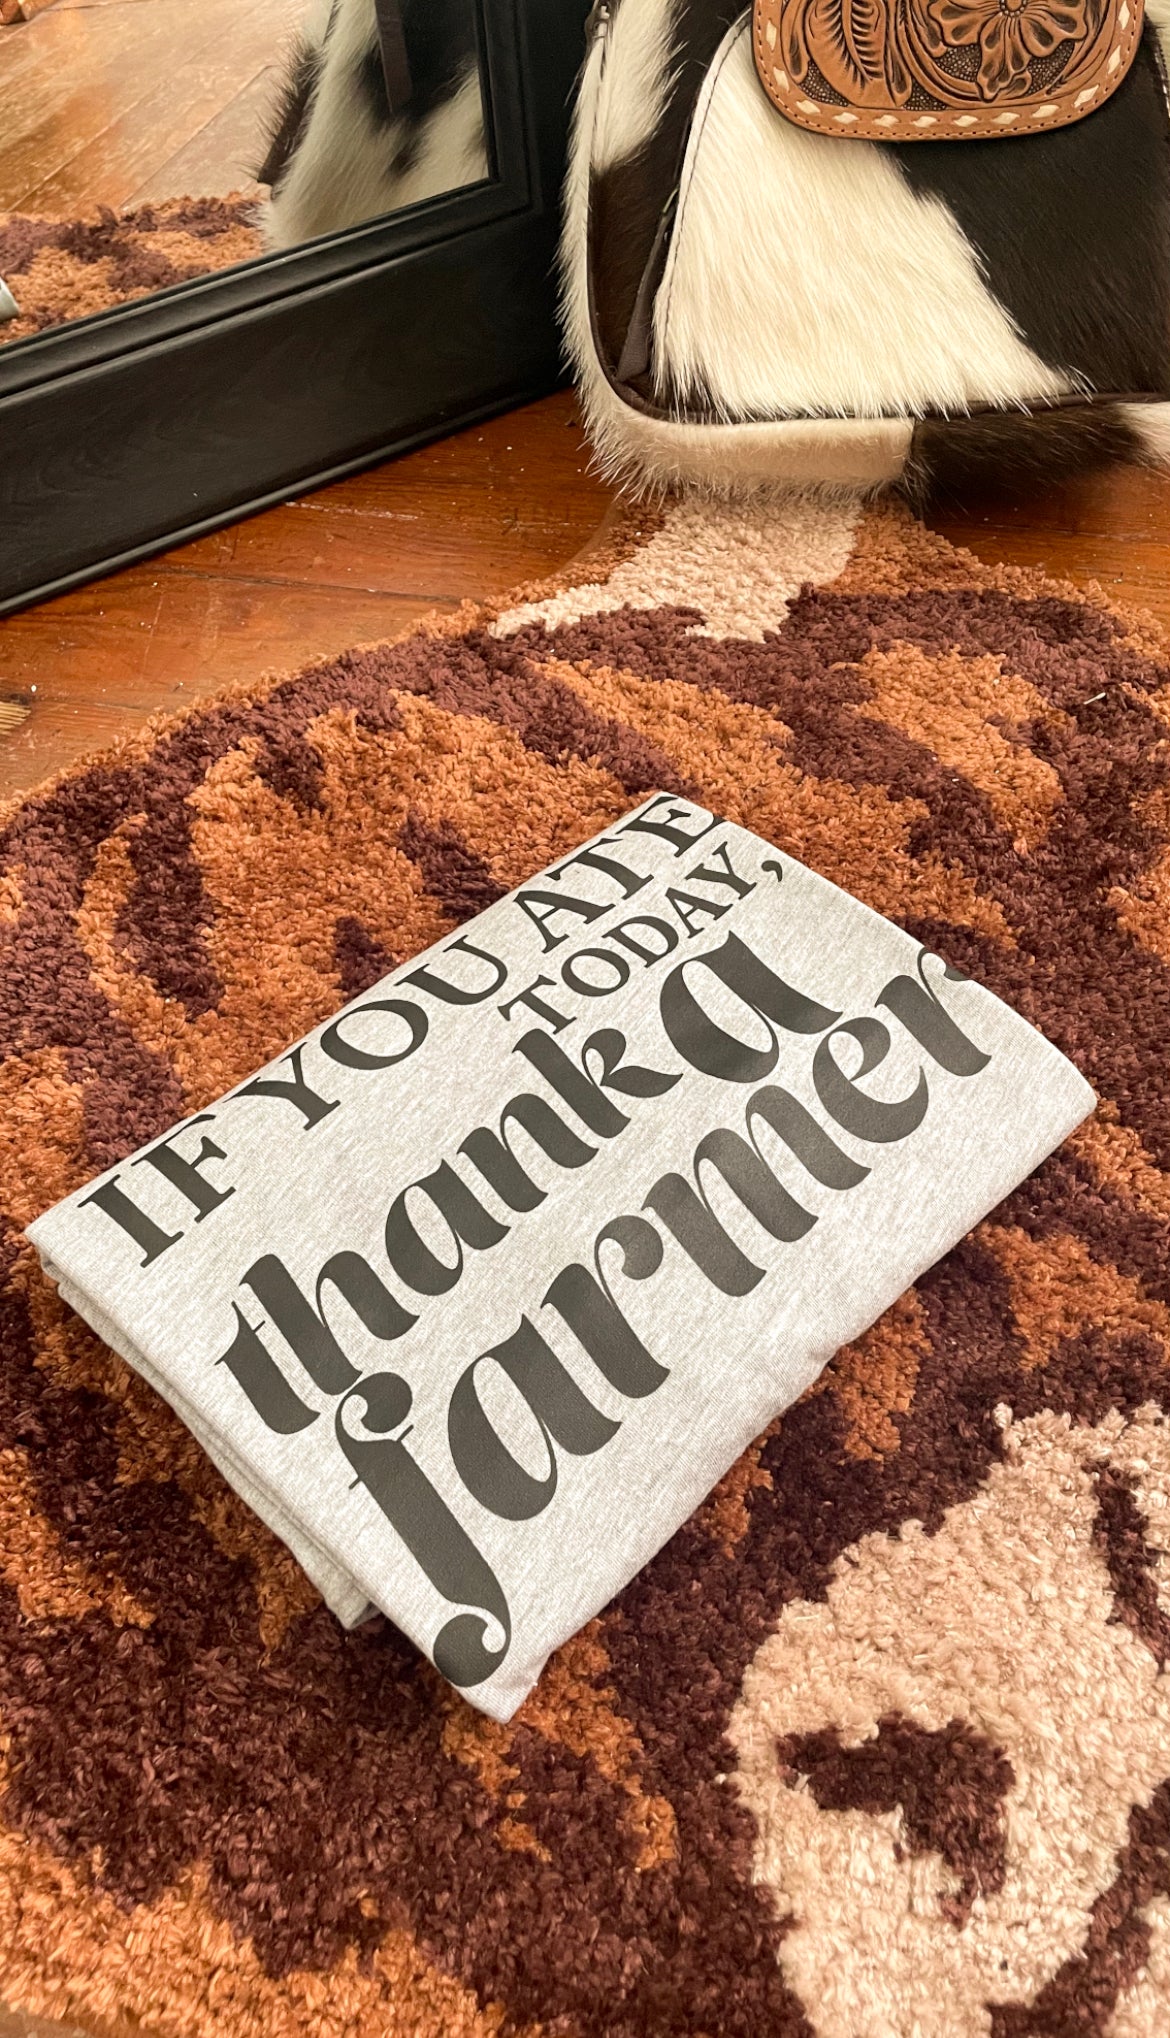 IF YOU ATE
TODAY,
thank a
farmer